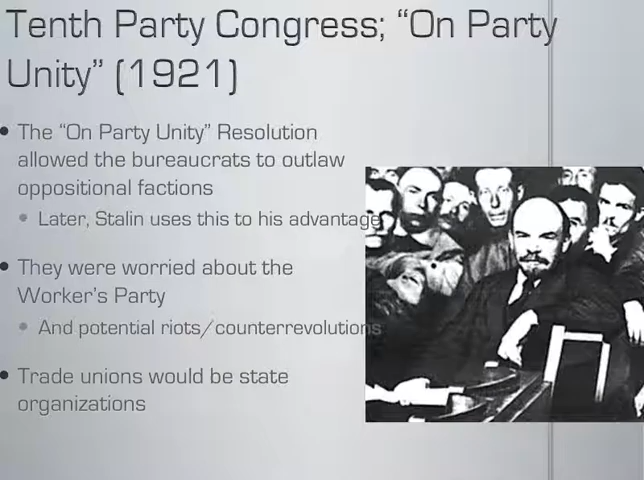 Tenth Party Congress; “On Party
Unity” (1921)
The “On Party Unity” Resolution
allowed the bureaucrats to outlaw
oppositional factions
Later, Stalin uses this to his advantage
They were worried about the
Worker’s Party
And potential riots/counterrevolutions
Trade unions would be state
organizations